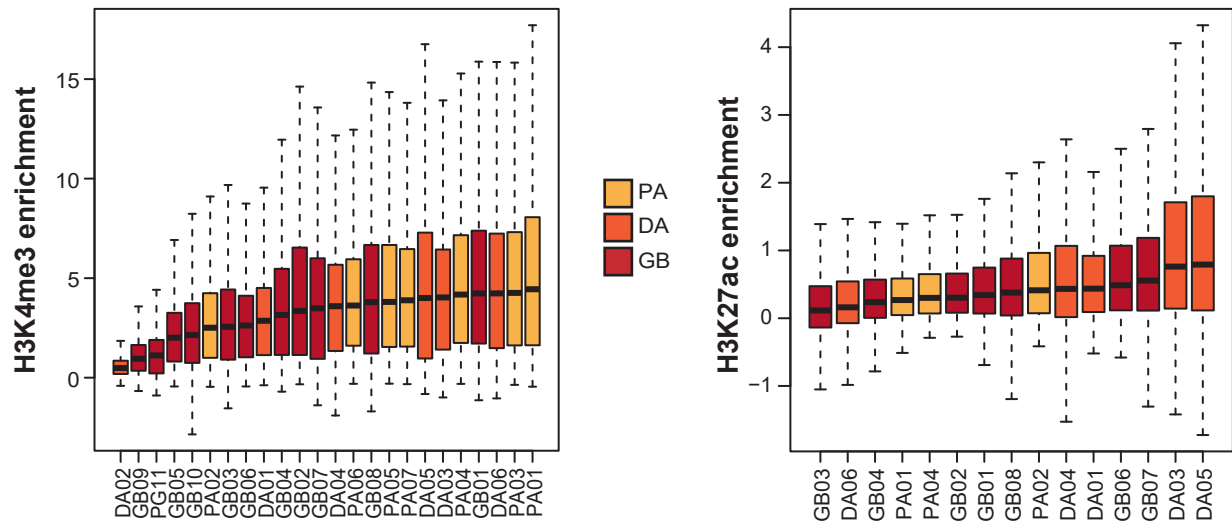 H3K4me3 enrichment
15
10
5
0
DA02 GB09 PG11 GB05 GB10 PA02 GB03 GB06 DA01 GB04 GB02 GB07 DA04 PA06 GB08 PA05 PA07 DA05 DA03 PA04 GB01 DA06 PA03 PA01
PA
DA
GB
H3K27ac enrichment
4
3
2
1
0
−1
GB03 DA06 GB04 PA01 PA04 GB02 GB01 GB08 PA02 DA04 DA01 GB06 GB07 DA03 DA05